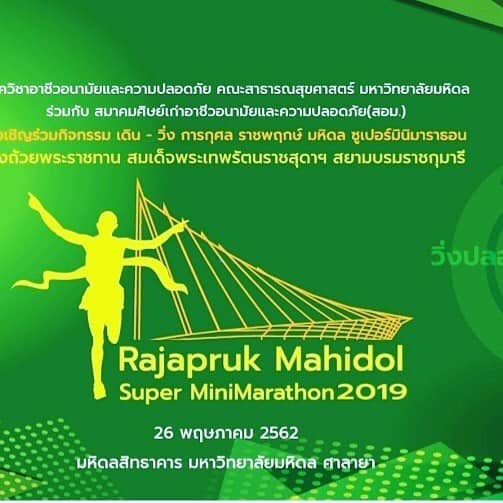 ควิชาอาชีวอนามัยและความปลอดภัย คณะสาธารณสุขศาสตร์ มหาวิทยาลัยมหิดล
ร่วมกับ สมาคมศิษย์เก่าอาชีวอนามัยและความปลอดภัย(สอม.)
เชิญร่วมกิจกรรม เดิน - วิ่ง การกุศล ราชพฤกษ์ มหิดล ซูเปอร์มินิมาราธอน
งถ้วยพระราชทาน สมเด็จพระเทพรัตนราชสุดาฯ สยามบรมราชกุมารี
วิ่งปลอ
Rajapruk Mahidol
Super MiniMarathon 2019
26 พฤษภาคม 2562
มหิดลสิทธาคาร มหาวิทยาลัยมหิดล ศาลายา